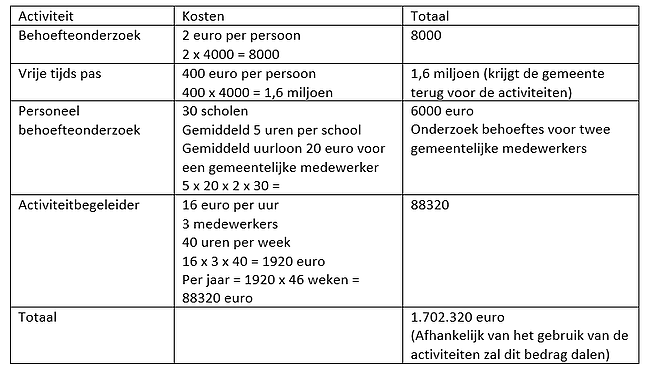 Activiteit Kosten Totaal
Behoefteonderzoek 2 euro per persoon 8000
2 x 4000 = 8000
Vrije tijds pas 400 euro per persoon 1,6 miljoen (krijgt de gemeente
400 x 4000 = 1,6 miljoen terug voor de activiteiten)
Personeel 30 scholen 6000 euro
behoefteonderzoek Gemiddeld 5 uren per school Onderzoek behoeftes voor twee
Gemiddeld uurloon 20 euro voor gemeentelijke medewerkers
een gemeentelijke medewerker
5 x 20 x 2 x 30 =
Activiteitbegeleider 16 euro per uur 88320
3 medewerkers
40 uren per week
16 x 3 x 40 = 1920 euro
Per jaar = 1920 x 46 weken =
88320 euro
Totaal 1.702.320 euro
(Afhankelijk van het gebruik van de
activiteiten zal dit bedrag dalen)